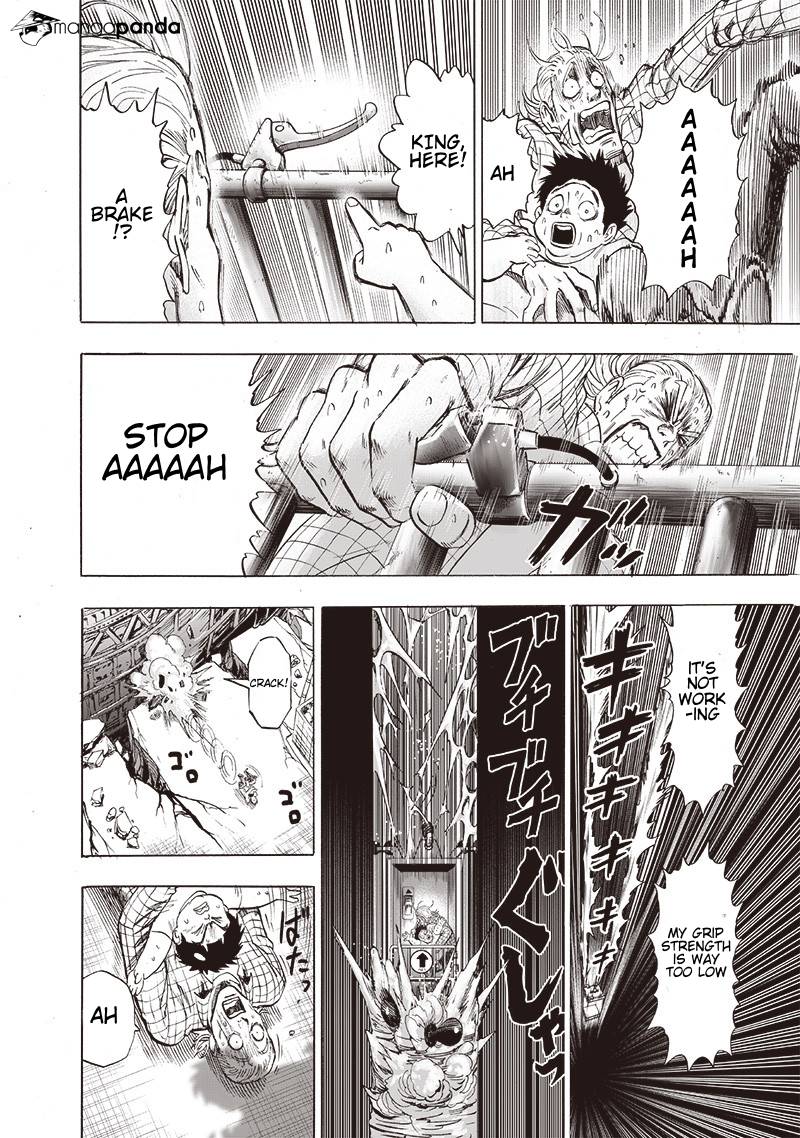 mangapanda
AAAAAAH
AH
KING,
HERE!
A
BRAKE
!?
STOP
AAAAAH
ガッ
IT'S
NOT
WORK
-ING
キキキキキキ
MY GRIP
STRENGTH
IS WAY
TOO LOW
ブチブチ
ぐしゃっ
CRACK!
ゴロ
ゴロ
ばたっ
AH